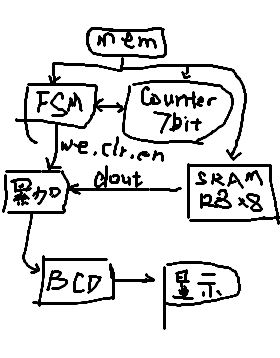 mem
FSM
Counter
7bit
we.clr.en
dout
累加
SRAM
128×8
BCD
显示